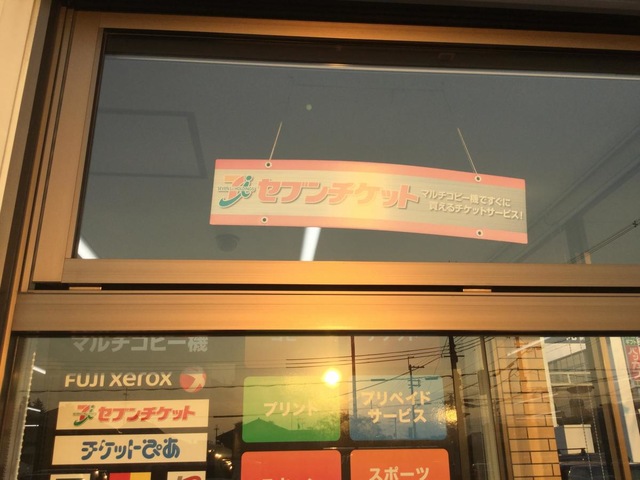 セブンチケット
マルチコピー機ですぐに
買えるチケットサービス!
マルチコピー機
FUJI xerox
プリント
プリペイド
サービス
セブンチケット
チケットぴあ
スポーツ